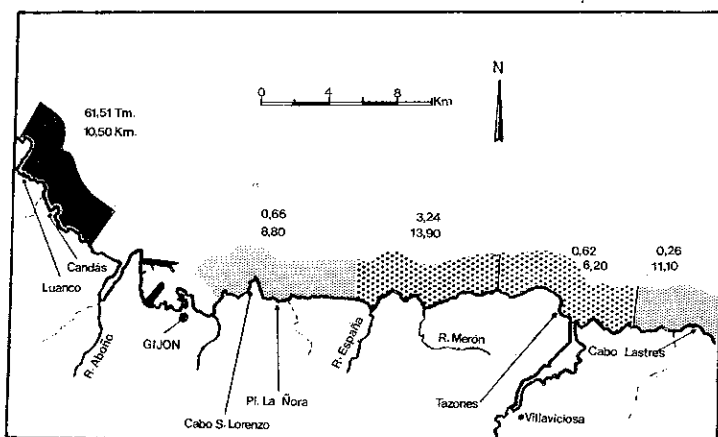 N
0 4 8
Km
61,51 Tm.
10,50 Km.
0,66
8,80
3,24
13,90
0,62
6,20
0,26
11,10
Candás
Luanco
R. Aboño
GIJON
Cabo S. Lorenzo
Pl. La Ñora
R. España
R. Merón
Tazones
Cabo Lastres
Villaviciosa